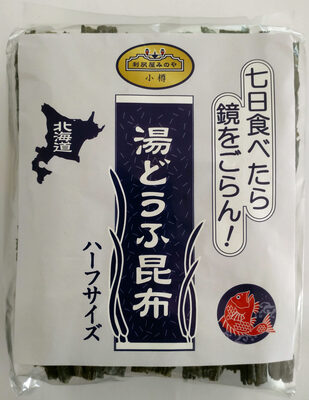 利尻屋みのや
小樽
七日食べたら
鏡をごらん!
北海道
湯どうふ昆布
ハーフサイズ